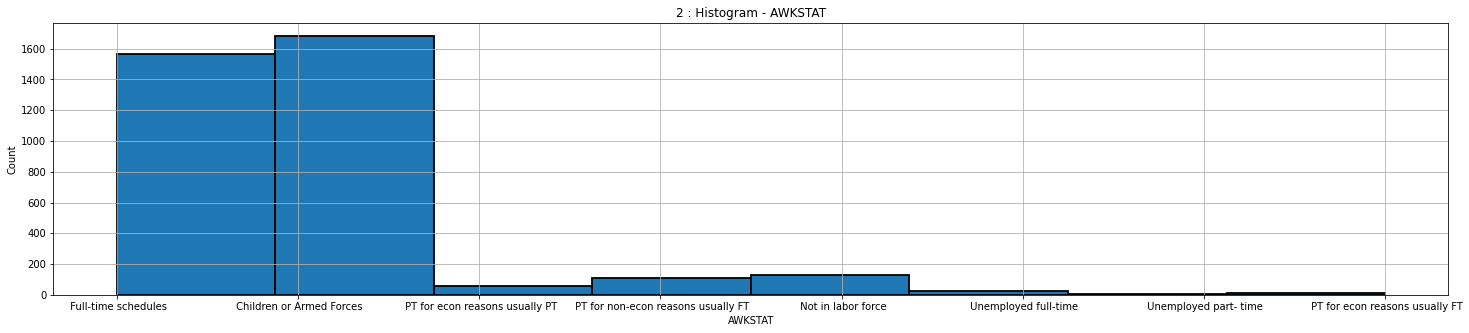 2 : Histogram - AWKSTAT
1600
1400
1200
1000
800
600
400
200
0
Count
Full-time schedules Children or Armed Forces PT for econ reasons usually PT PT for non-econ reasons usually FT Not in labor force Unemployed full-time Unemployed part- time PT for econ reasons usually FT
AWKSTAT